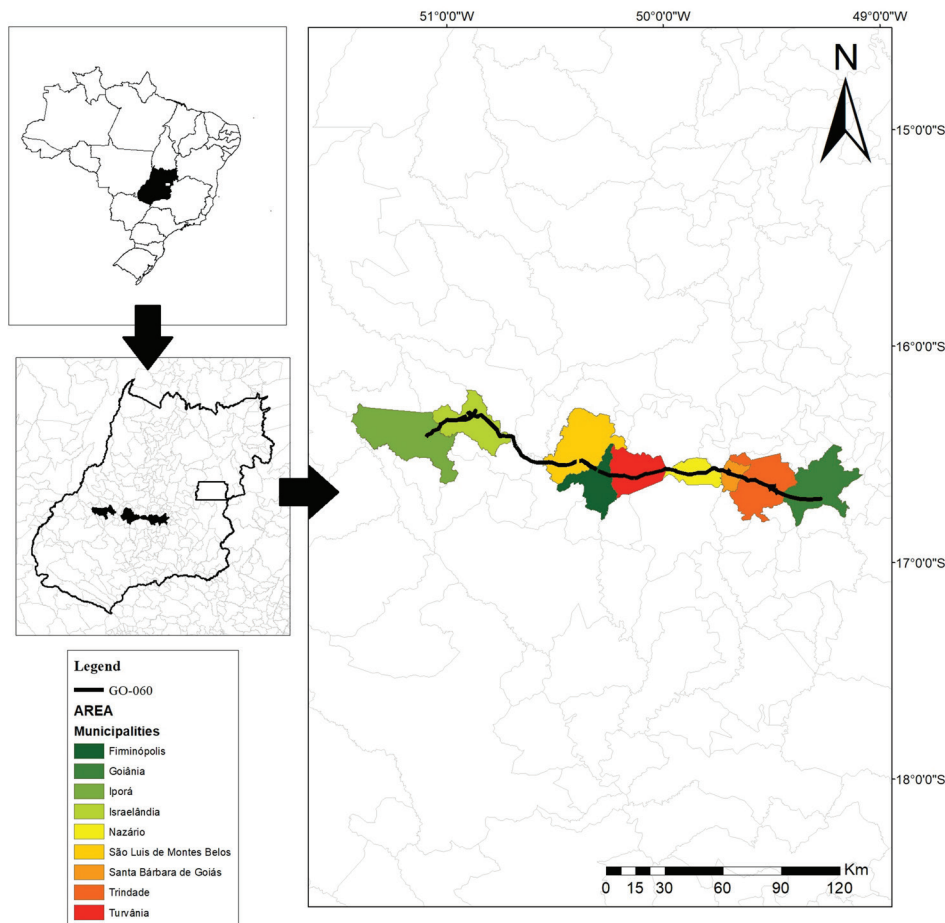 51°0'0"W 50°0'0"W 49°0'0"W
N
15°0'0"S
16°0'0"S
17°0'0"S
18°0'0"S
Km
0 15 30 60 90 120
Legend
GO-060
AREA
Municipalities
Firminópolis
Goiânia
Iporá
Israelândia
Nazário
São Luis de Montes Belos
Santa Bárbara de Goiás
Trindade
Turvânia